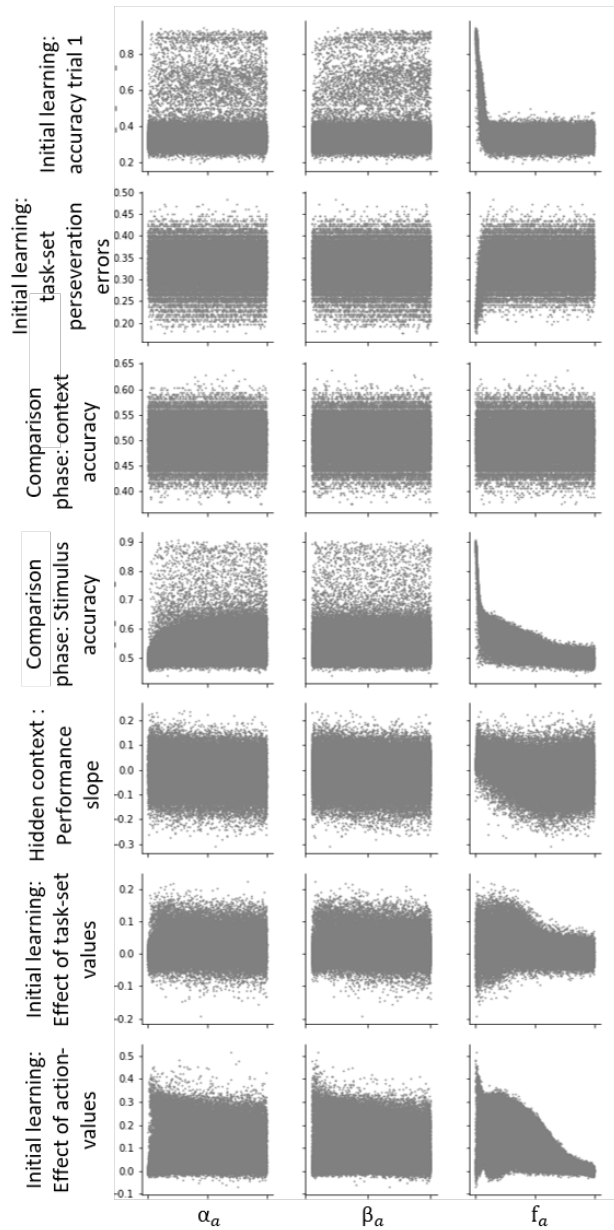 Initial learning:
accuracy trial 1
0.8
0.6
0.4
0.2
Initial learning:
task-set
perseveration
errors
0.50
0.45
0.40
0.35
0.30
0.25
0.20
Comparison
phase: context
accuracy
0.65
0.60
0.55
0.50
0.45
0.40
Comparison
phase: Stimulus
accuracy
0.9
0.8
0.7
0.6
0.5
Hidden context :
Performance
slope
0.2
0.1
0.0
-0.1
-0.2
-0.3
Initial learning:
Effect of task-set
values
0.2
0.1
0.0
-0.1
-0.2
Initial learning:
Effect of action-
values
0.5
0.4
0.3
0.2
0.1
0.0
-0.1
αa βa fa